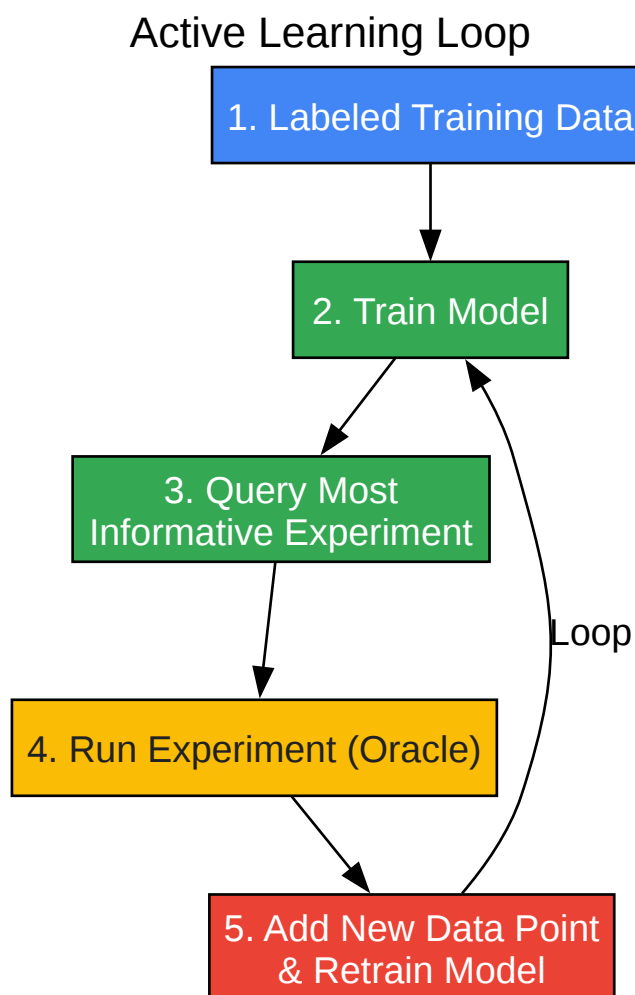 Active Learning Loop
1. Labeled Training Data
2. Train Model
3. Query Most
Informative Experiment
Loop
4. Run Experiment (Oracle)
5. Add New Data Point
& Retrain Model